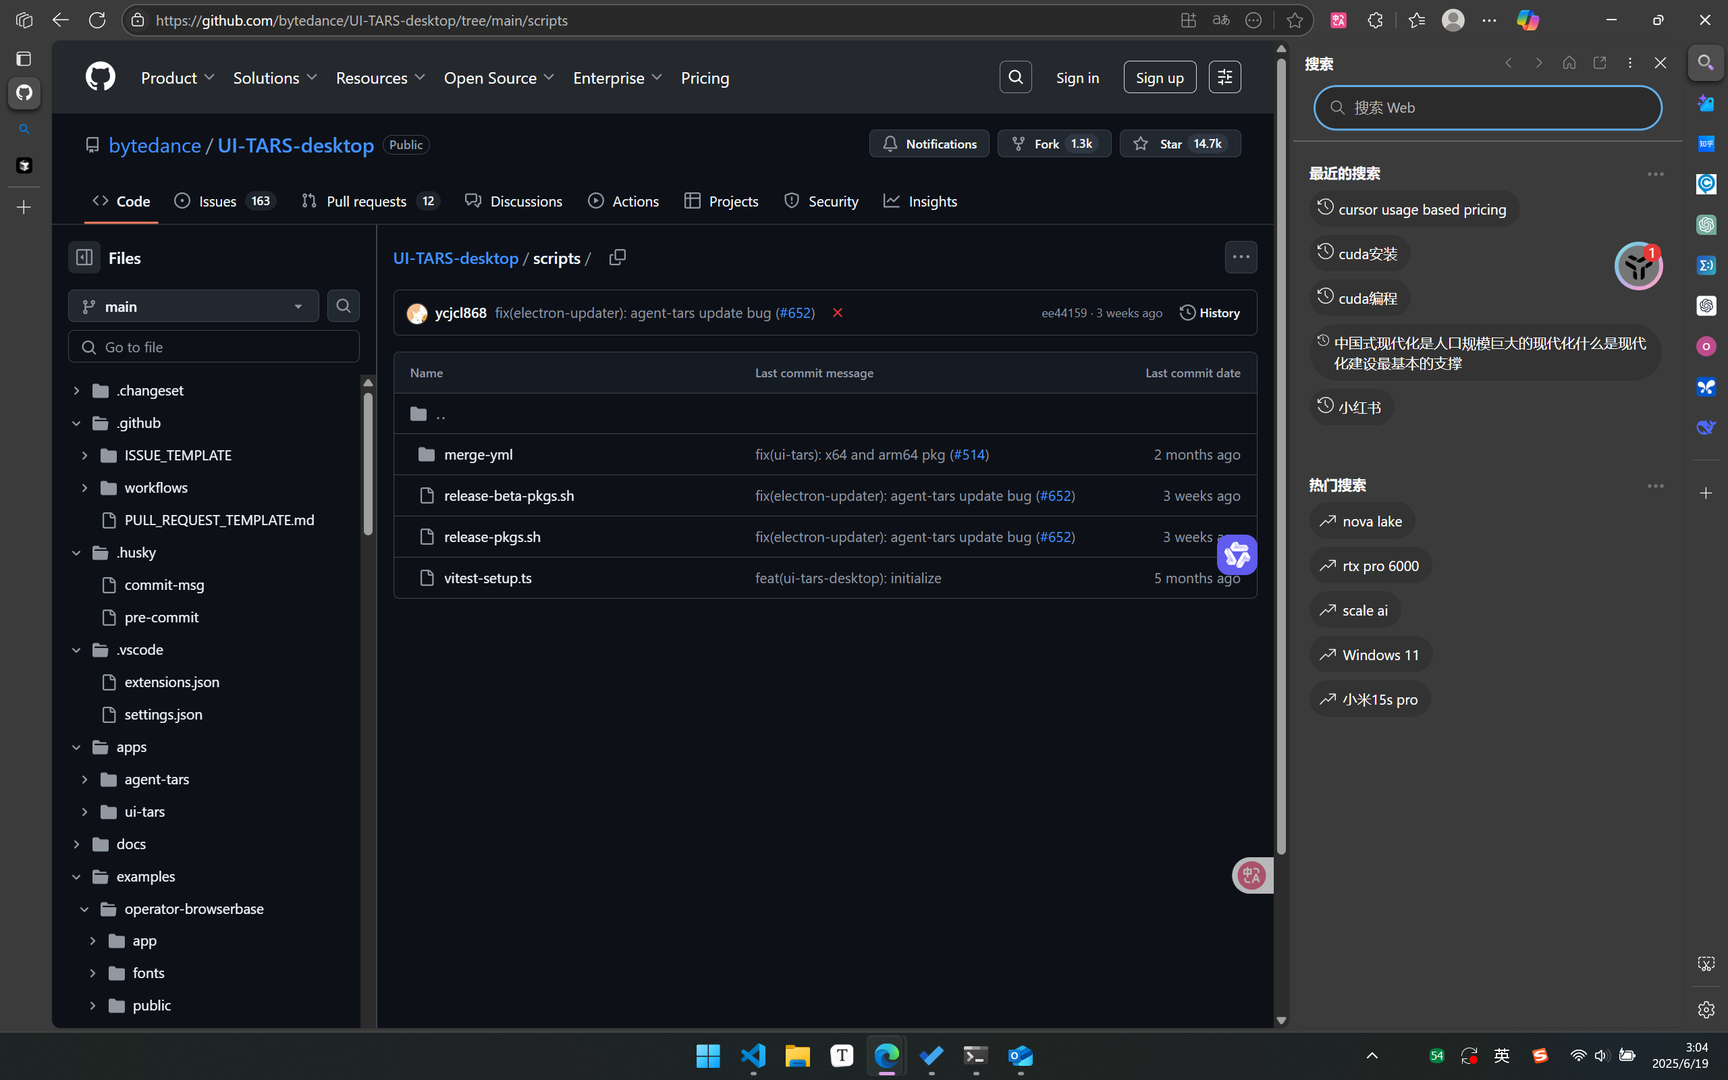 https://github.com/bytedance/UI-TARS-desktop/tree/main/scripts
Product
Solutions
Resources
Open Source
Enterprise
Pricing
Sign in
Sign up
bytedance / UI-TARS-desktop
Public
Notifications
Fork 1.3k
Star 14.7k
Code
Issues 163
Pull requests 12
Discussions
Actions
Projects
Security
Insights
Files
main
Go to file
.changeset
.github
ISSUE_TEMPLATE
workflows
PULL_REQUEST_TEMPLATE.md
.husky
commit-msg
pre-commit
.vscode
extensions.json
settings.json
apps
agent-tars
ui-tars
docs
examples
operator-browserbase
app
fonts
public
UI-TARS-desktop / scripts /
ycjcl868 fix(electron-updater): agent-tars update bug (#652)
ee44159 · 3 weeks ago
History
Name
Last commit message
Last commit date
..
merge-yml
fix(ui-tars): x64 and arm64 pkg (#514)
2 months ago
release-beta-pkgs.sh
fix(electron-updater): agent-tars update bug (#652)
3 weeks ago
release-pkgs.sh
fix(electron-updater): agent-tars update bug (#652)
3 weeks
vitest-setup.ts
feat(ui-tars-desktop): initialize
5 months ago
搜索
搜索 Web
最近的搜索
cursor usage based pricing
cuda安装
1
cuda编程
中国式现代化是人口规模巨大的现代化什么是现代
化建设最基本的支撑
小红书
热门搜索
nova lake
rtx pro 6000
scale ai
Windows 11
小米15s pro
知乎
54
英
3:04
2025/6/19